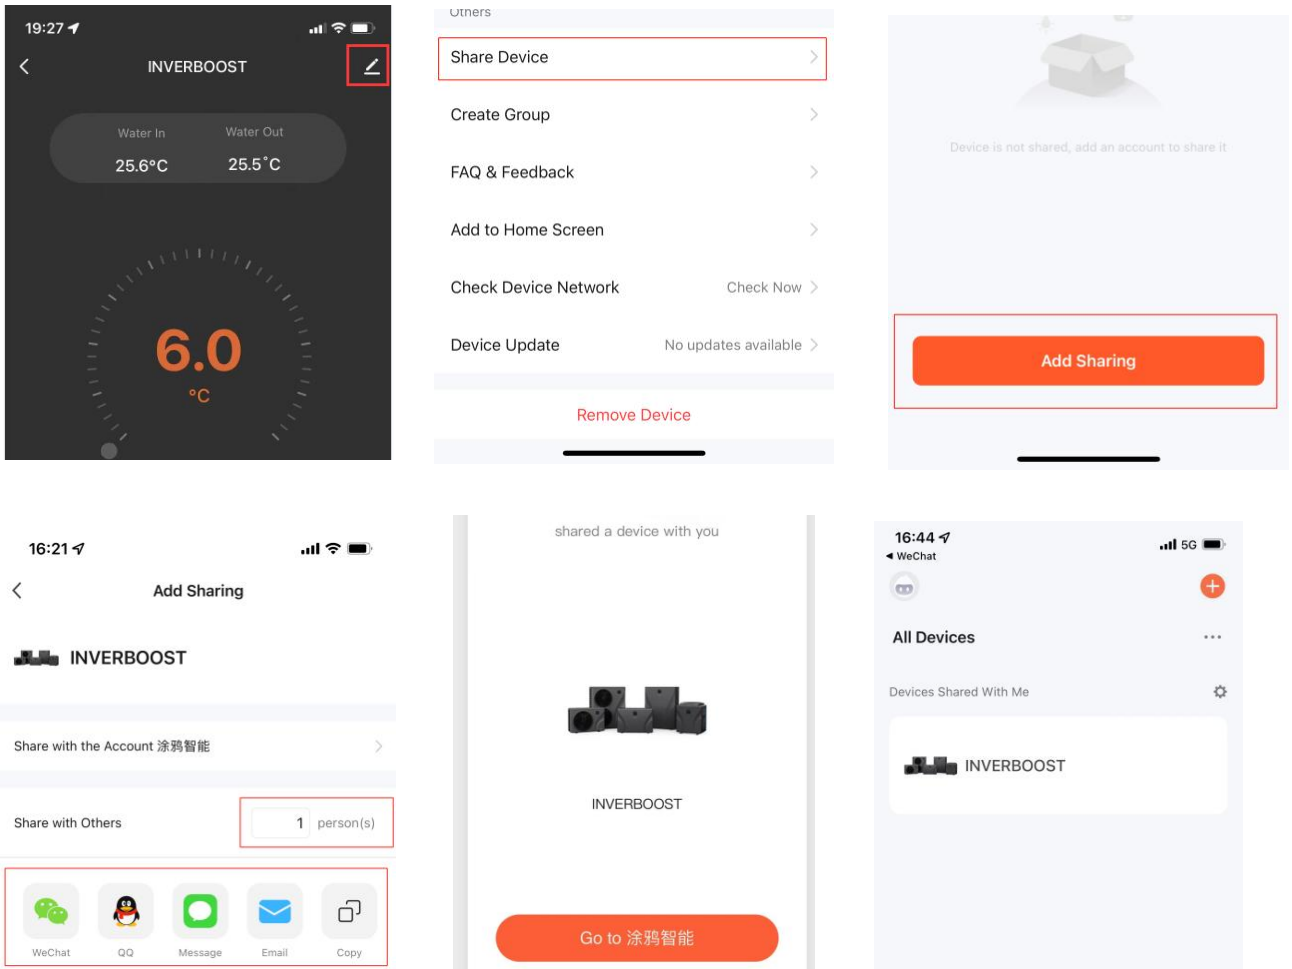 19:27
INVERBOOST
Water In
Water Out
25.6°C
25.5°C
6.0
°C
Others
Share Device
Create Group
FAQ & Feedback
Add to Home Screen
Check Device Network
Check Now
Device Update
No updates available
Remove Device
Device is not shared, add an account to share it
Add Sharing
16:21
Add Sharing
INVERBOOST
Share with the Account 涂鸦智能
Share with Others
1 person(s)
WeChat
QQ
Message
Email
Copy
shared a device with you
INVERBOOST
Go to 涂鸦智能
16:44
5G
WeChat
All Devices
Devices Shared With Me
INVERBOOST